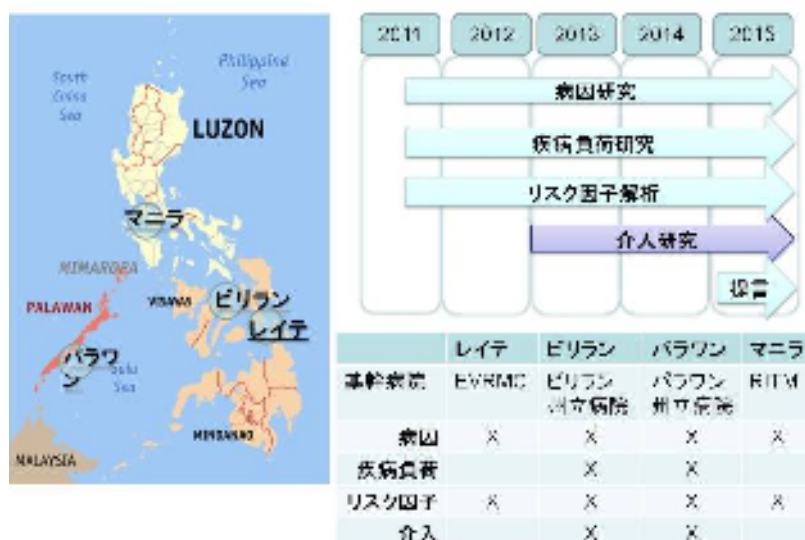 South
China
Sea
Philippine
Sea
LUZON
マニラ
MIMAROPA
PALAWAN
VISAYAS
ビリラン
レイテ
パラワ
ン
Sulu
Sea
MINDANAO
MALAYSIA
2011 2012 2013 2014 2015
病因研究
疾病負荷研究
リスク因子解析
介入研究
提言
レイテ ビリラン パラワン マニラ
基幹病院 EVRMC ビリラン パラワン RITM
州立病院 州立病院
病因 X X X X
疾病負荷 X X
リスク因子 X X X X
介入 X X